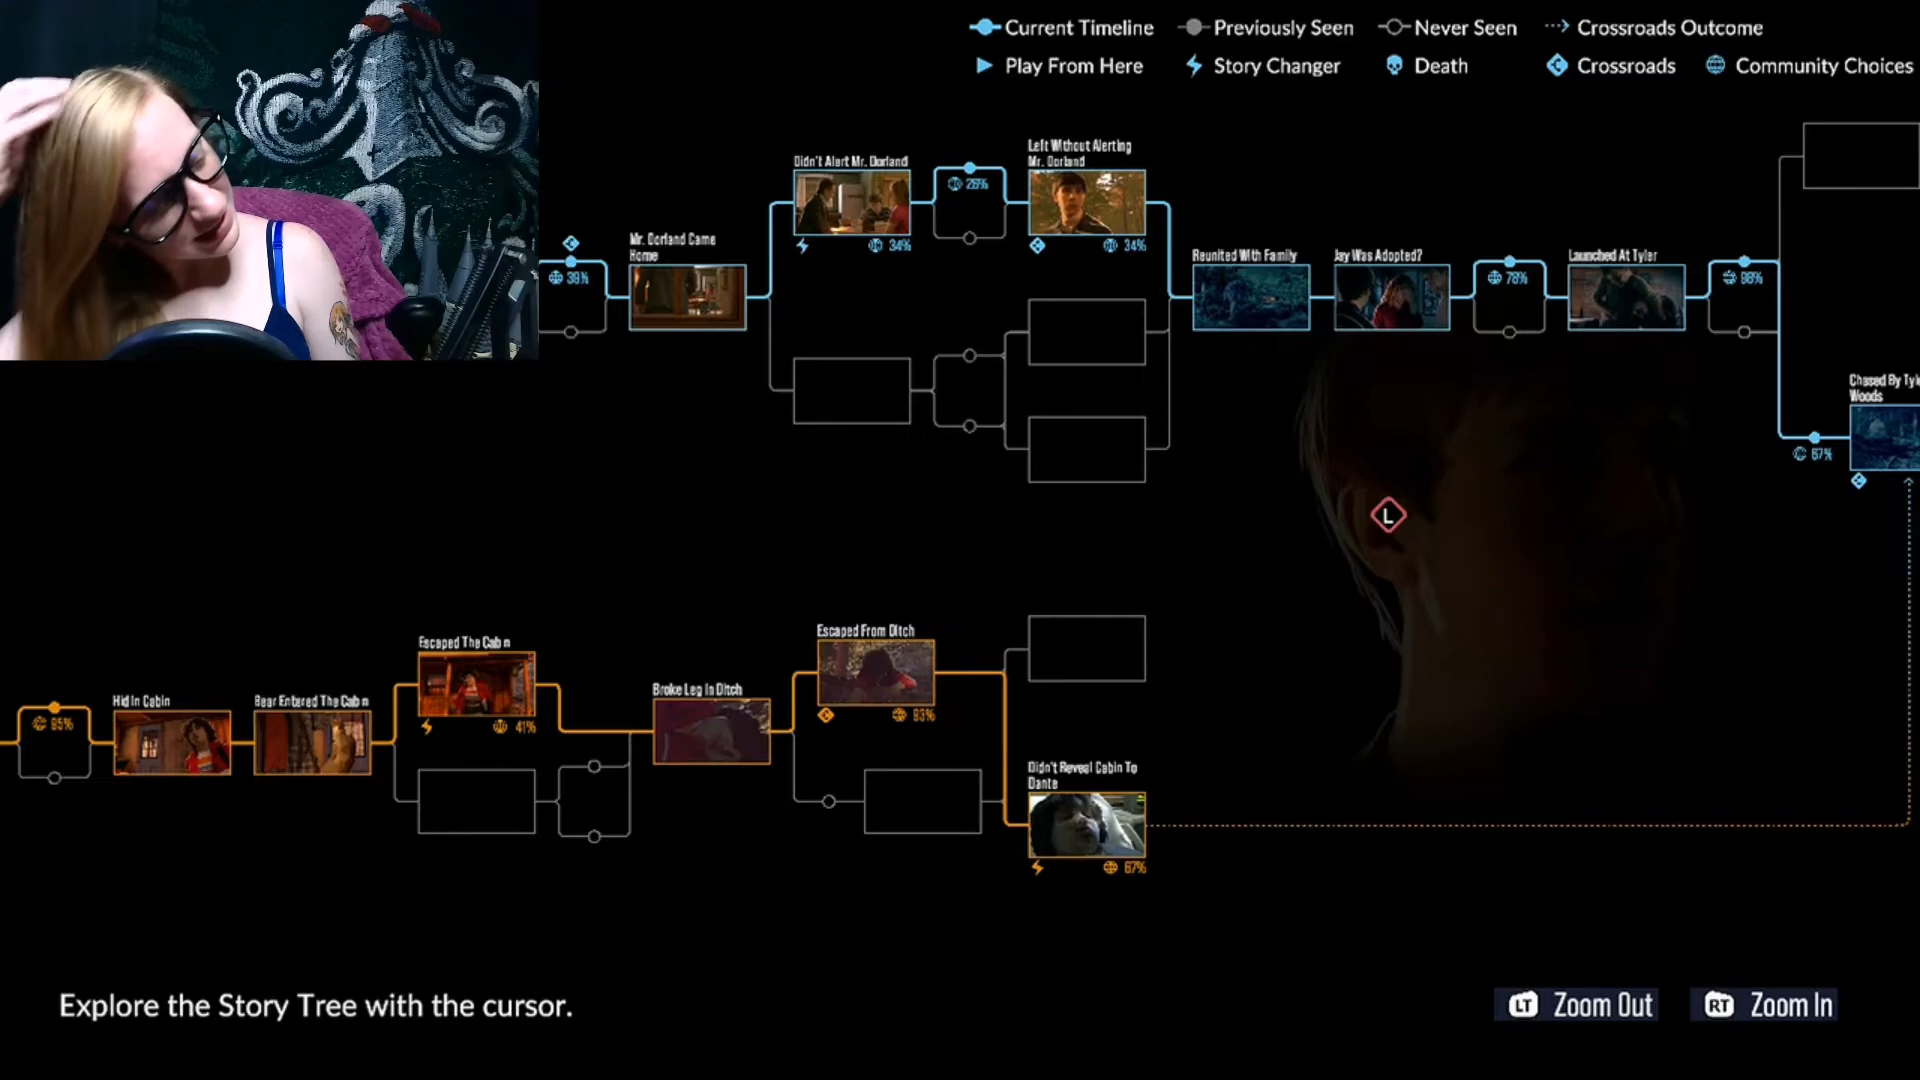 Current Timeline
Previously Seen
Never Seen
Crossroads Outcome
Play From Here
Story Changer
Death
Crossroads
Community Choices
Didn't Alert Mr. Dorland
26%
34%
Left Without Alerting
Mr. Dorland
34%
39%
Mr. Dorland Came
Home
Reunited With Family
Jay Was Adopted?
78%
Launched At Tyler
98%
67%
Chased By
Woods
L
95%
Hid In Cabin
Bear Entered The Cabin
Escaped The Cabin
41%
Broke Leg In Ditch
Escaped From Ditch
93%
Didn't Reveal Cabin To
Dante
67%
Explore the Story Tree with the cursor.
LT Zoom Out
RT Zoom In